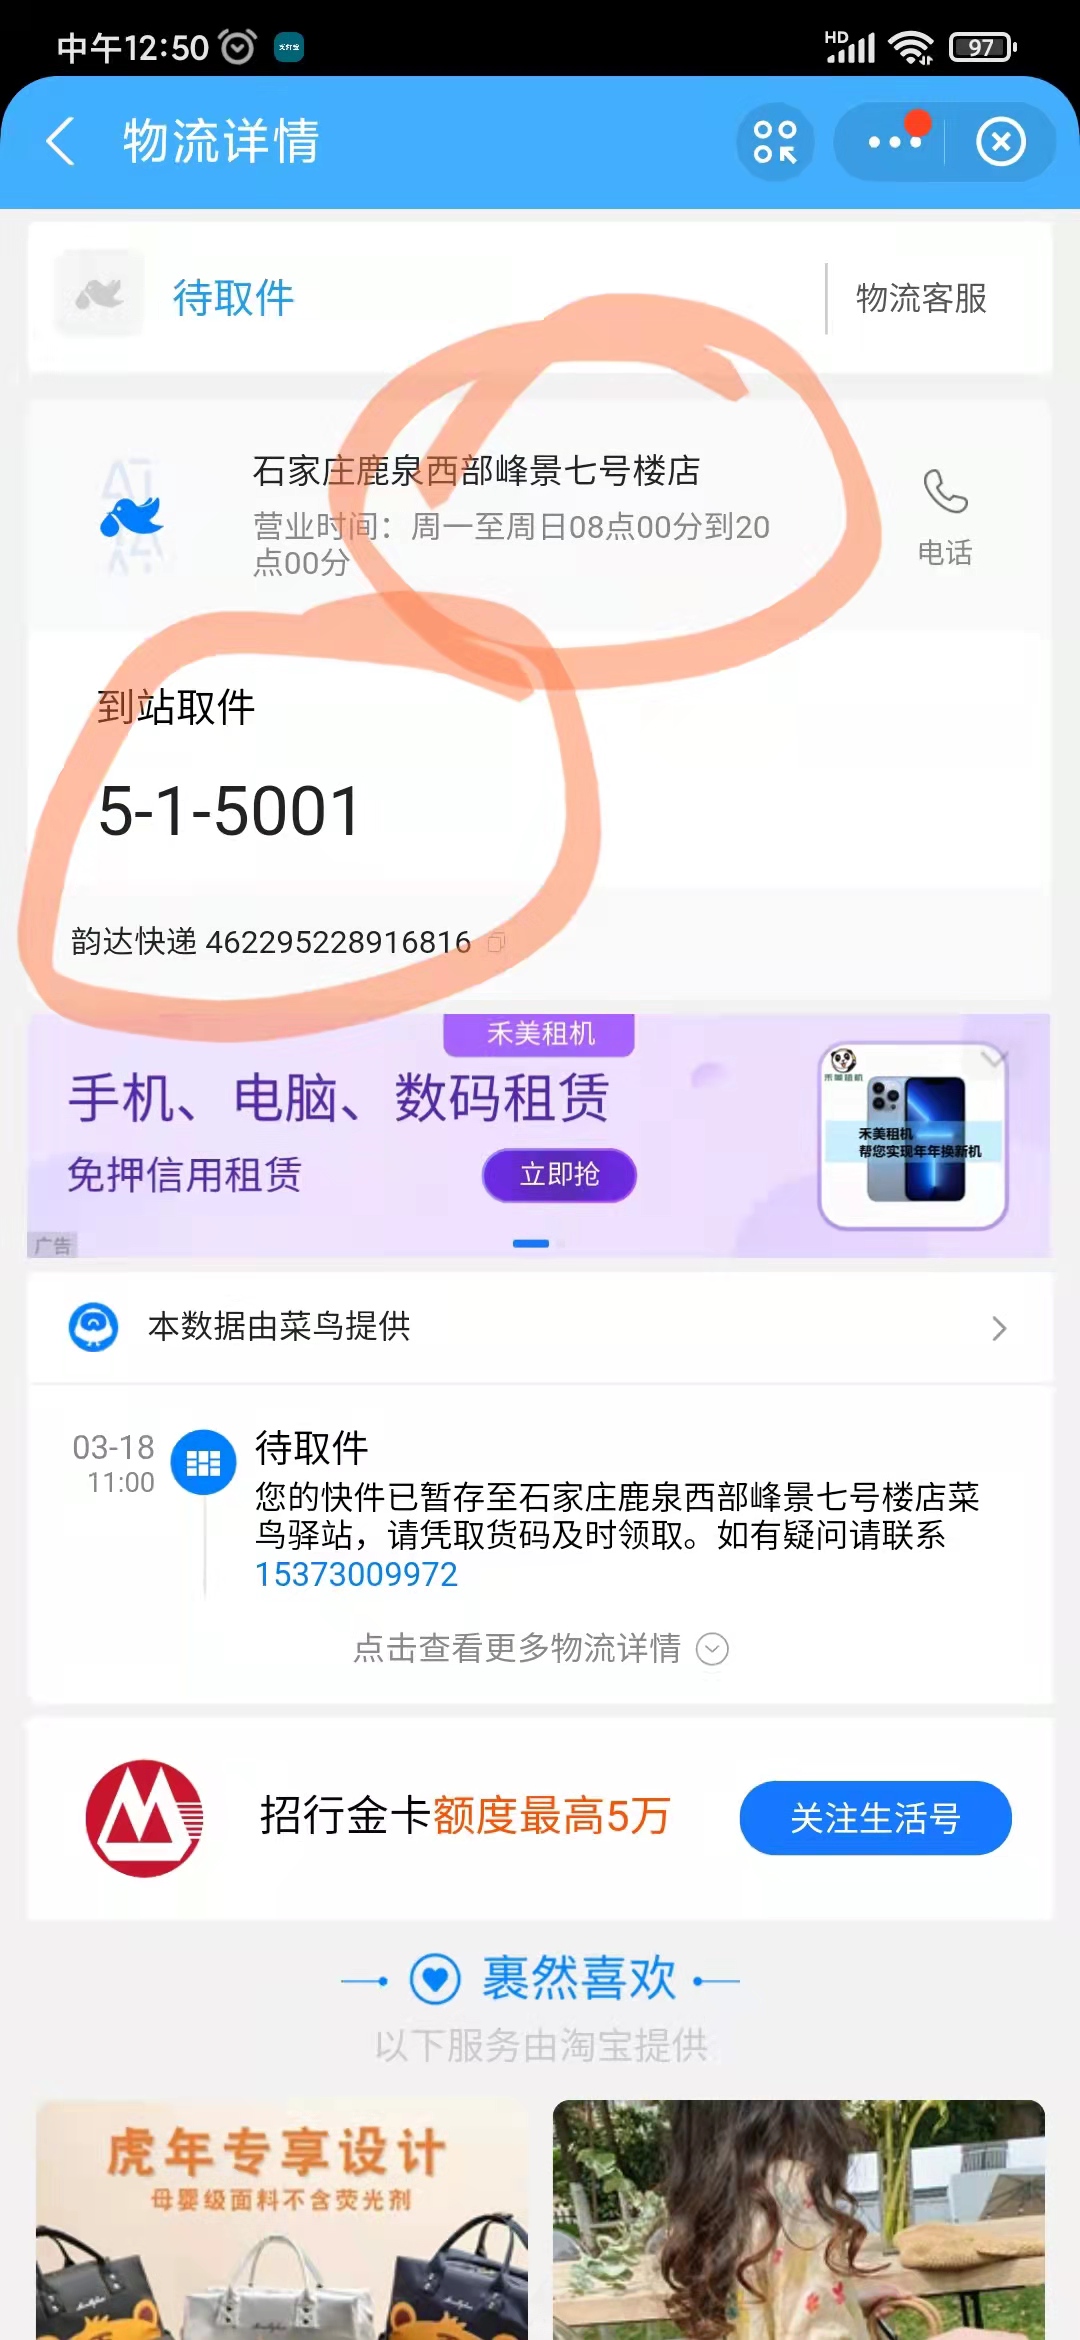 中午12:50
支付宝
HD
97
物流详情
待取件
物流客服
石家庄鹿泉西部峰景七号楼店
营业时间：周一至周日08点00分到20
点00分
电话
到站取件
5-1-5001
韵达快递 462295228916816
禾美租机
手机、电脑、数码租赁
免押信用租赁
立即抢
禾美租机
禾美租机
帮您实现年年换新机
广告
本数据由菜鸟提供
03-18
11:00
待取件
您的快件已暂存至石家庄鹿泉西部峰景七号楼店菜
鸟驿站，请凭取货码及时领取。如有疑问请联系
15373009972
点击查看更多物流详情
招行金卡额度最高5万
关注生活号
裹然喜欢
以下服务由淘宝提供
虎年专享设计
母婴级面料不含荧光剂